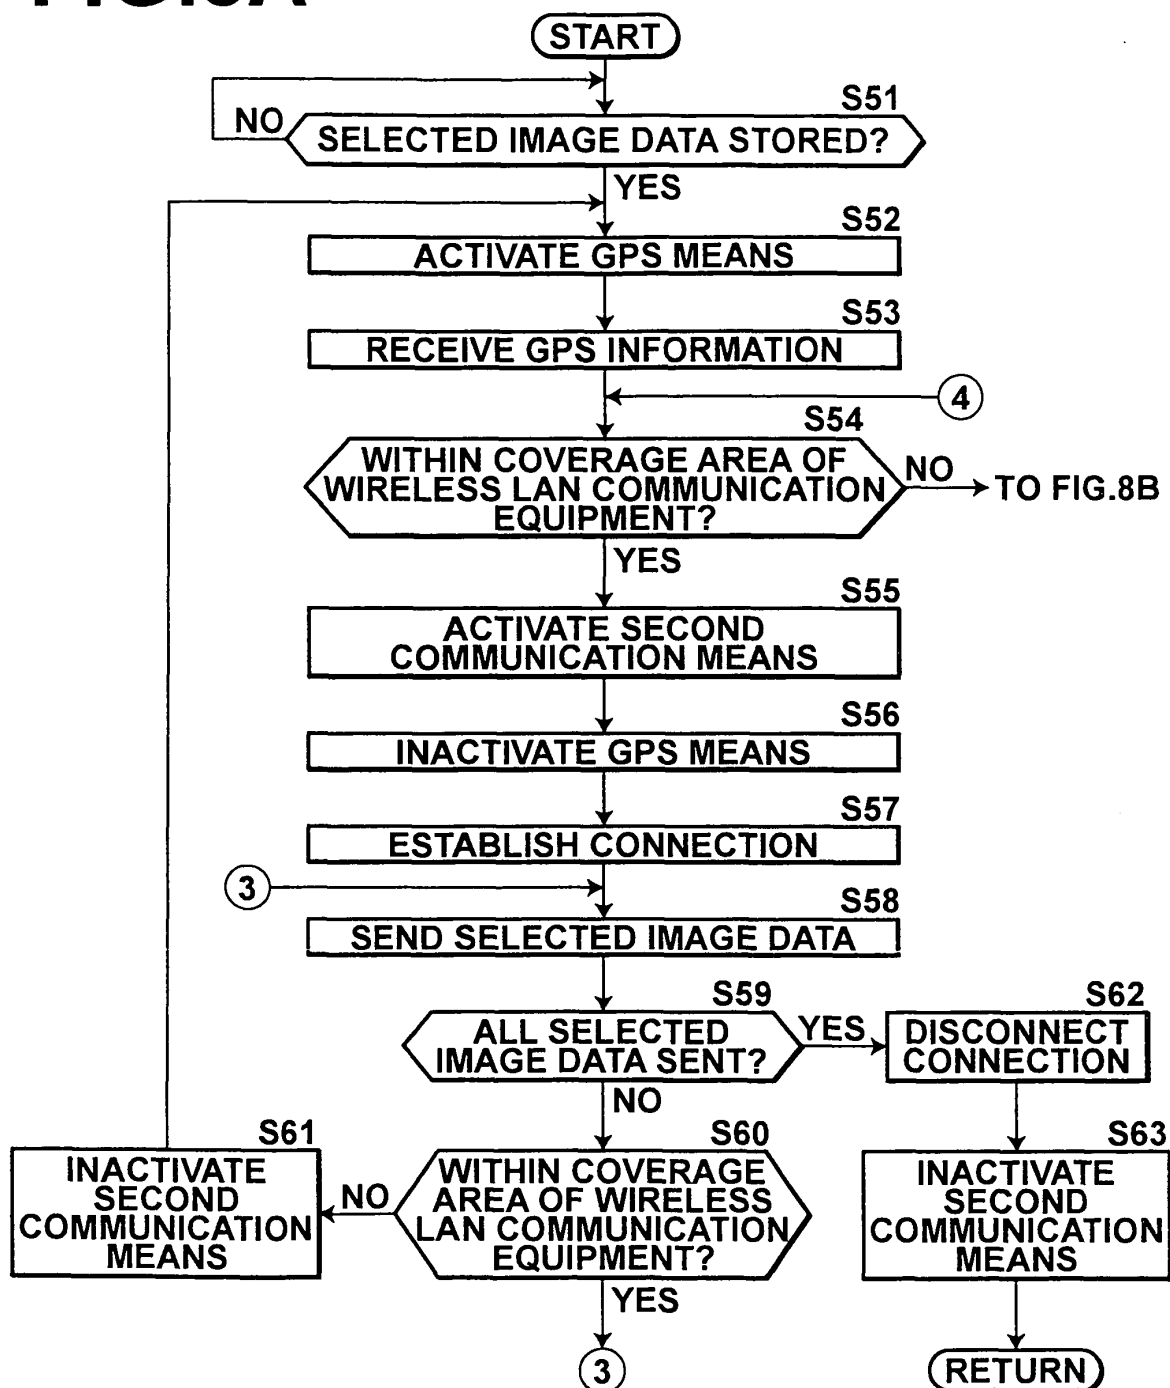 START
S51
NO
SELECTED IMAGE DATA STORED?
YES
S52
ACTIVATE GPS MEANS
S53
RECEIVE GPS INFORMATION
4
S54
WITHIN COVERAGE AREA OF
WIRELESS LAN COMMUNICATION
EQUIPMENT?
NO
TO FIG.8B
YES
S55
ACTIVATE SECOND
COMMUNICATION MEANS
S56
INACTIVATE GPS MEANS
S57
ESTABLISH CONNECTION
3
S58
SEND SELECTED IMAGE DATA
S59
ALL SELECTED
IMAGE DATA SENT?
YES
S62
DISCONNECT
CONNECTION
NO
S61
INACTIVATE
SECOND
COMMUNICATION
MEANS
NO
S60
WITHIN COVERAGE
AREA OF WIRELESS
LAN COMMUNICATION
EQUIPMENT?
S63
INACTIVATE
SECOND
COMMUNICATION
MEANS
YES
3
RETURN